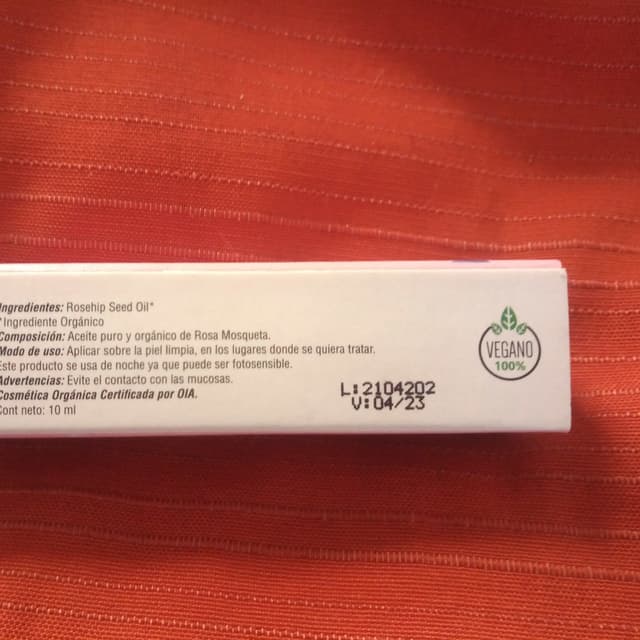 Ingredientes: Rosehip Seed Oil*
*Ingrediente Orgánico
Composición: Aceite puro y orgánico de Rosa Mosqueta.
Modo de uso: Aplicar sobre la piel limpia, en los lugares donde se quiera tratar.
Este producto se usa de noche ya que puede ser fotosensible.
Advertencias: Evite el contacto con las mucosas.
Cosmética Orgánica Certificada por OIA.
Cont neto: 10 ml
L:2104202
V:04/23
VEGANO
100%